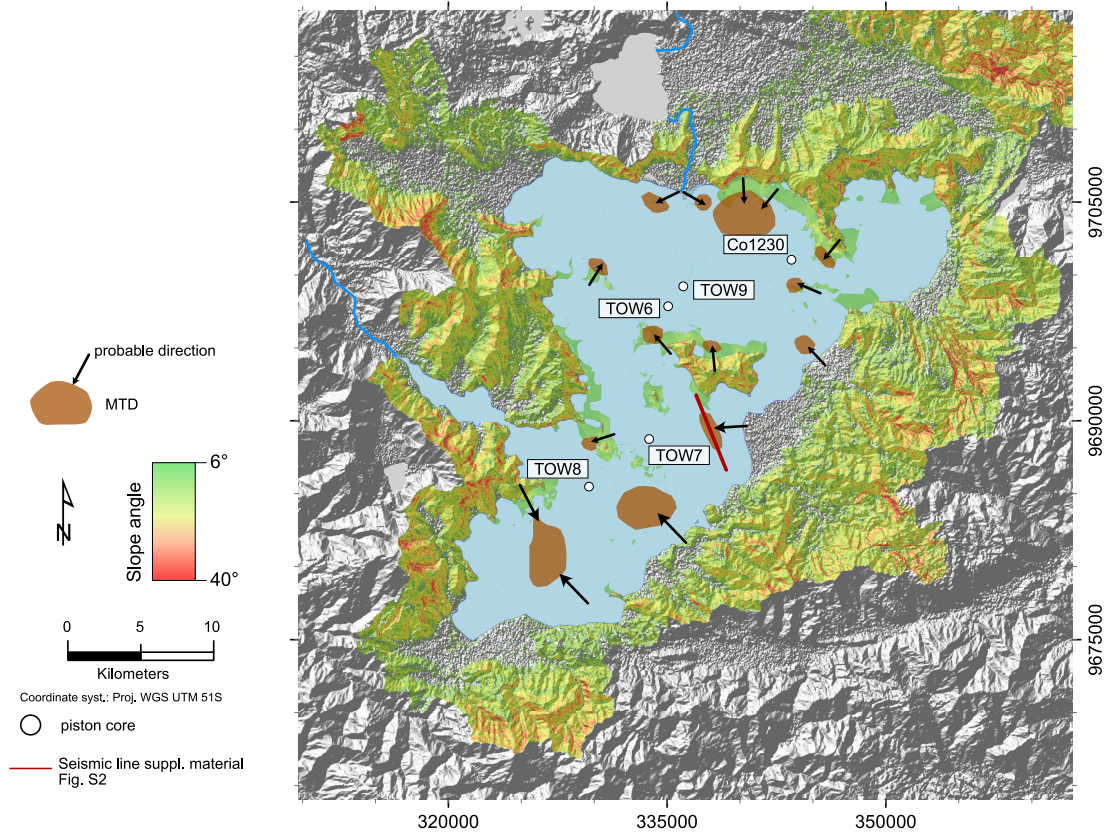 probable direction
MTD
N
Slope angle
6°
40°
0
5
10
Kilometers
Coordinate syst.: Proj. WGS UTM 51S
piston core
Seismic line suppl. material
Fig. S2
Co1230
TOW9
TOW6
TOW7
TOW8
9705000
9690000
9675000
320000
335000
350000